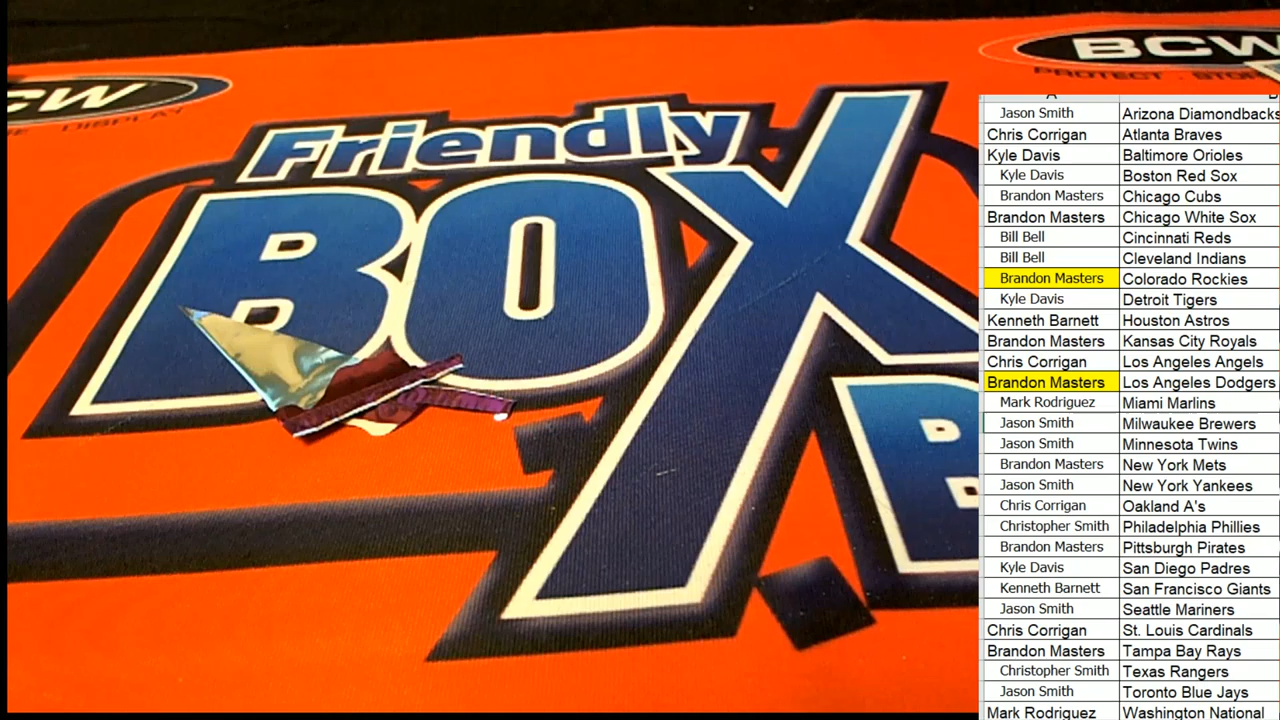 BCW
DISPLAY
BCW
PROTECT · STOR
Friendly
BOX
B
A
Jason Smith Arizona Diamondbacks
Chris Corrigan Atlanta Braves
Kyle Davis Baltimore Orioles
Kyle Davis Boston Red Sox
Brandon Masters Chicago Cubs
Brandon Masters Chicago White Sox
Bill Bell Cincinnati Reds
Bill Bell Cleveland Indians
Brandon Masters Colorado Rockies
Kyle Davis Detroit Tigers
Kenneth Barnett Houston Astros
Brandon Masters Kansas City Royals
Chris Corrigan Los Angeles Angels
Brandon Masters Los Angeles Dodgers
Mark Rodriguez Miami Marlins
Jason Smith Milwaukee Brewers
Jason Smith Minnesota Twins
Brandon Masters New York Mets
Jason Smith New York Yankees
Chris Corrigan Oakland A's
Christopher Smith Philadelphia Phillies
Brandon Masters Pittsburgh Pirates
Kyle Davis San Diego Padres
Kenneth Barnett San Francisco Giants
Jason Smith Seattle Mariners
Chris Corrigan St. Louis Cardinals
Brandon Masters Tampa Bay Rays
Christopher Smith Texas Rangers
Jason Smith Toronto Blue Jays
Mark Rodriguez Washington National